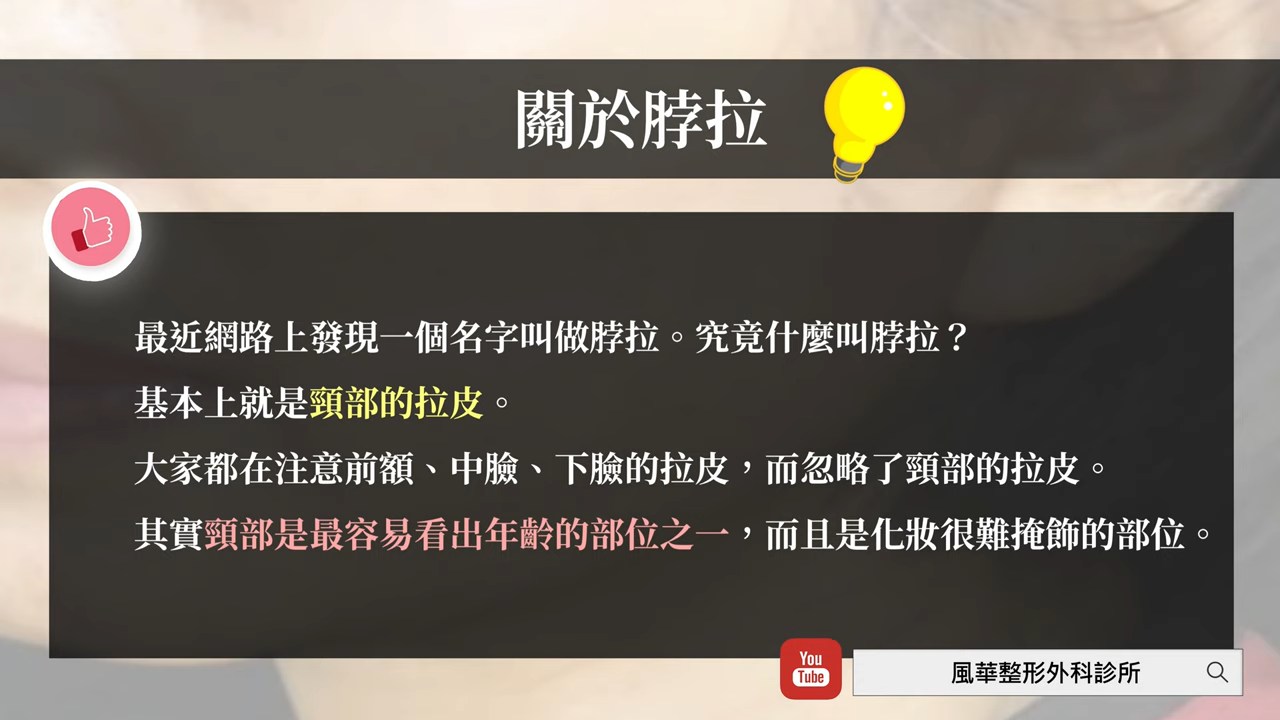 關於脖拉
最近網路上發現一個名字叫做脖拉。究竟什麼叫脖拉？
基本上就是頸部的拉皮。
大家都在注意前額、中臉、下臉的拉皮，而忽略了頸部的拉皮。
其實頸部是最容易看出年齡的部位之一，而且是化妝很難掩飾的部位。
You
Tube
風華整形外科診所